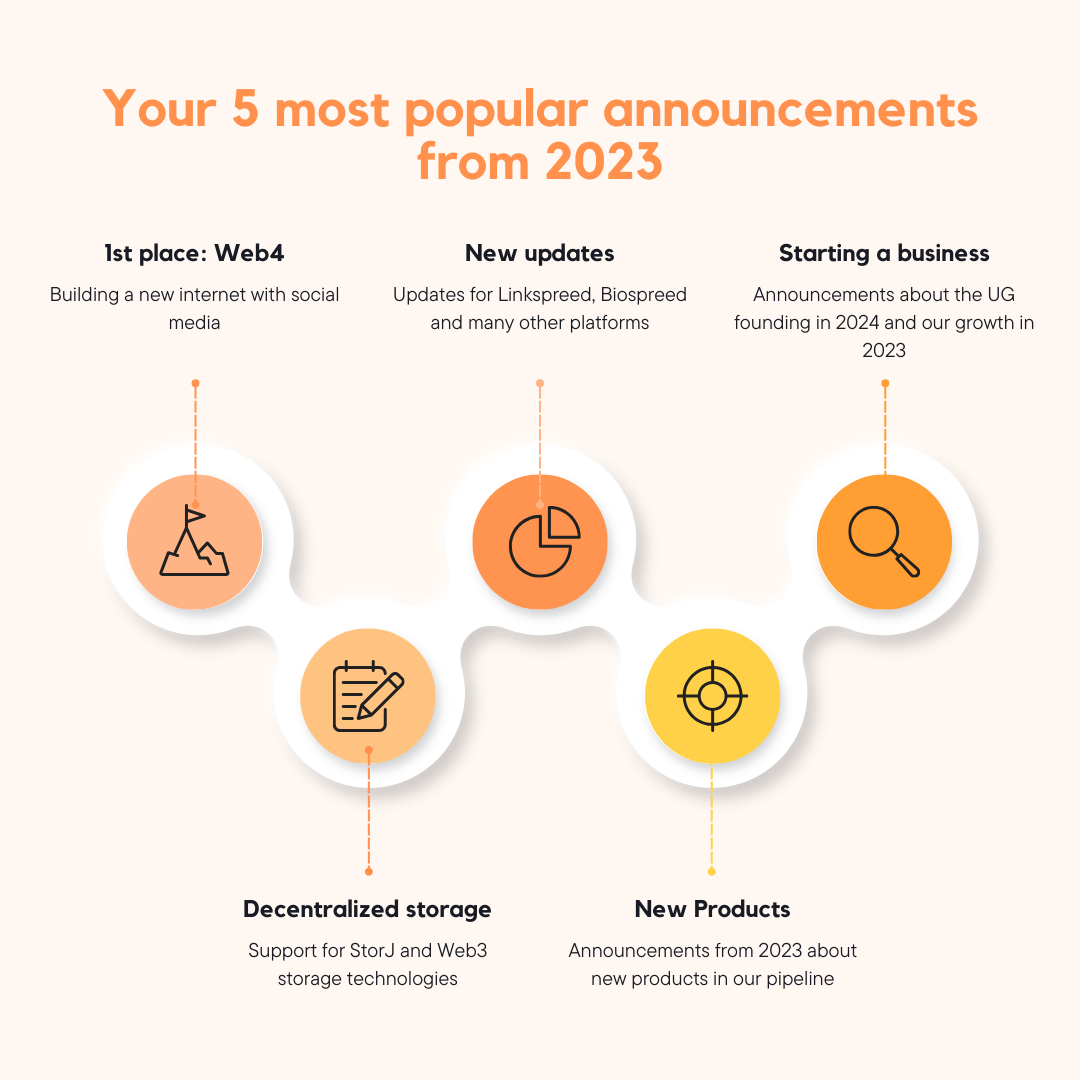 Your 5 most popular announcements
from 2023
1st place: Web4
Building a new internet with social
media
New updates
Updates for Linkspreed, Biospreed
and many other platforms
Starting a business
Announcements about the UG
founding in 2024 and our growth in
2023
Decentralized storage
Support for StorJ and Web3
storage technologies
New Products
Announcements from 2023 about
new products in our pipeline